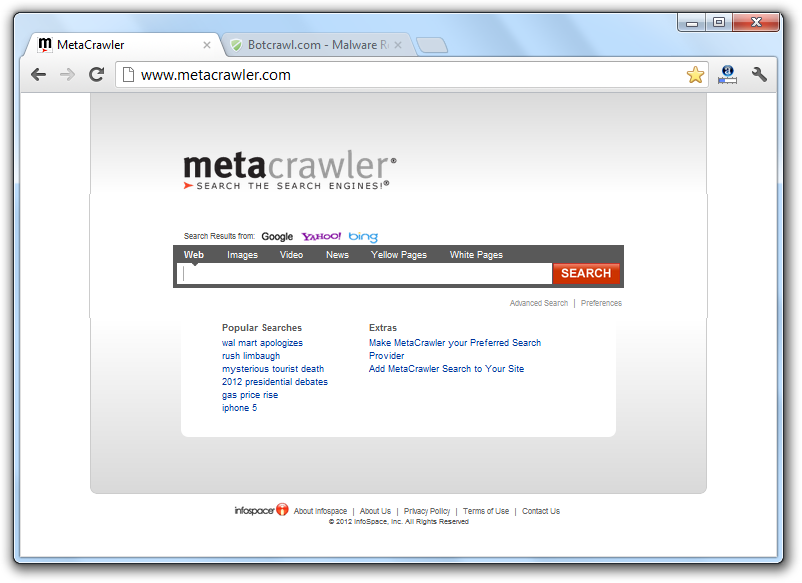 MetaCrawler
Botcrawl.com - Malware R
www.metacrawler.com
metacrawler®
SEARCH THE SEARCH ENGINES!®
Search Results from: Google YAHOO! bing
Web Images Video News Yellow Pages White Pages
SEARCH
Advanced Search | Preferences
Popular Searches
wal mart apologizes
rush limbaugh
mysterious tourist death
2012 presidential debates
gas price rise
iphone 5
Extras
Make MetaCrawler your Preferred Search
Provider
Add MetaCrawler Search to Your Site
infospace About Infospace | About Us | Privacy Policy | Terms of Use | Contact Us
© 2012 InfoSpace, Inc. All Rights Reserved